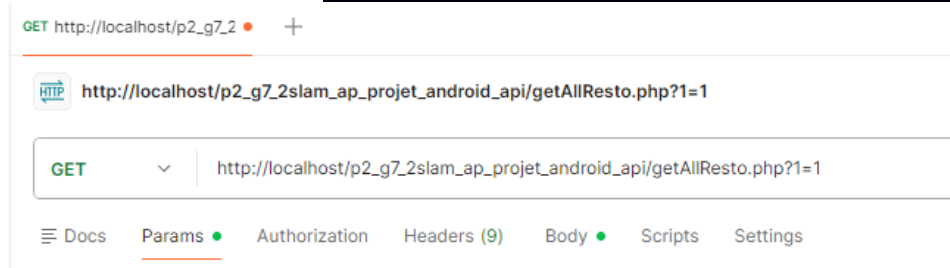 GET http://localhost/p2_g7_2
HTTP http://localhost/p2_g7_2slam_ap_projet_android_api/getAllResto.php?1=1
GET http://localhost/p2_g7_2slam_ap_projet_android_api/getAllResto.php?1=1
Docs Params Authorization Headers (9) Body Scripts Settings